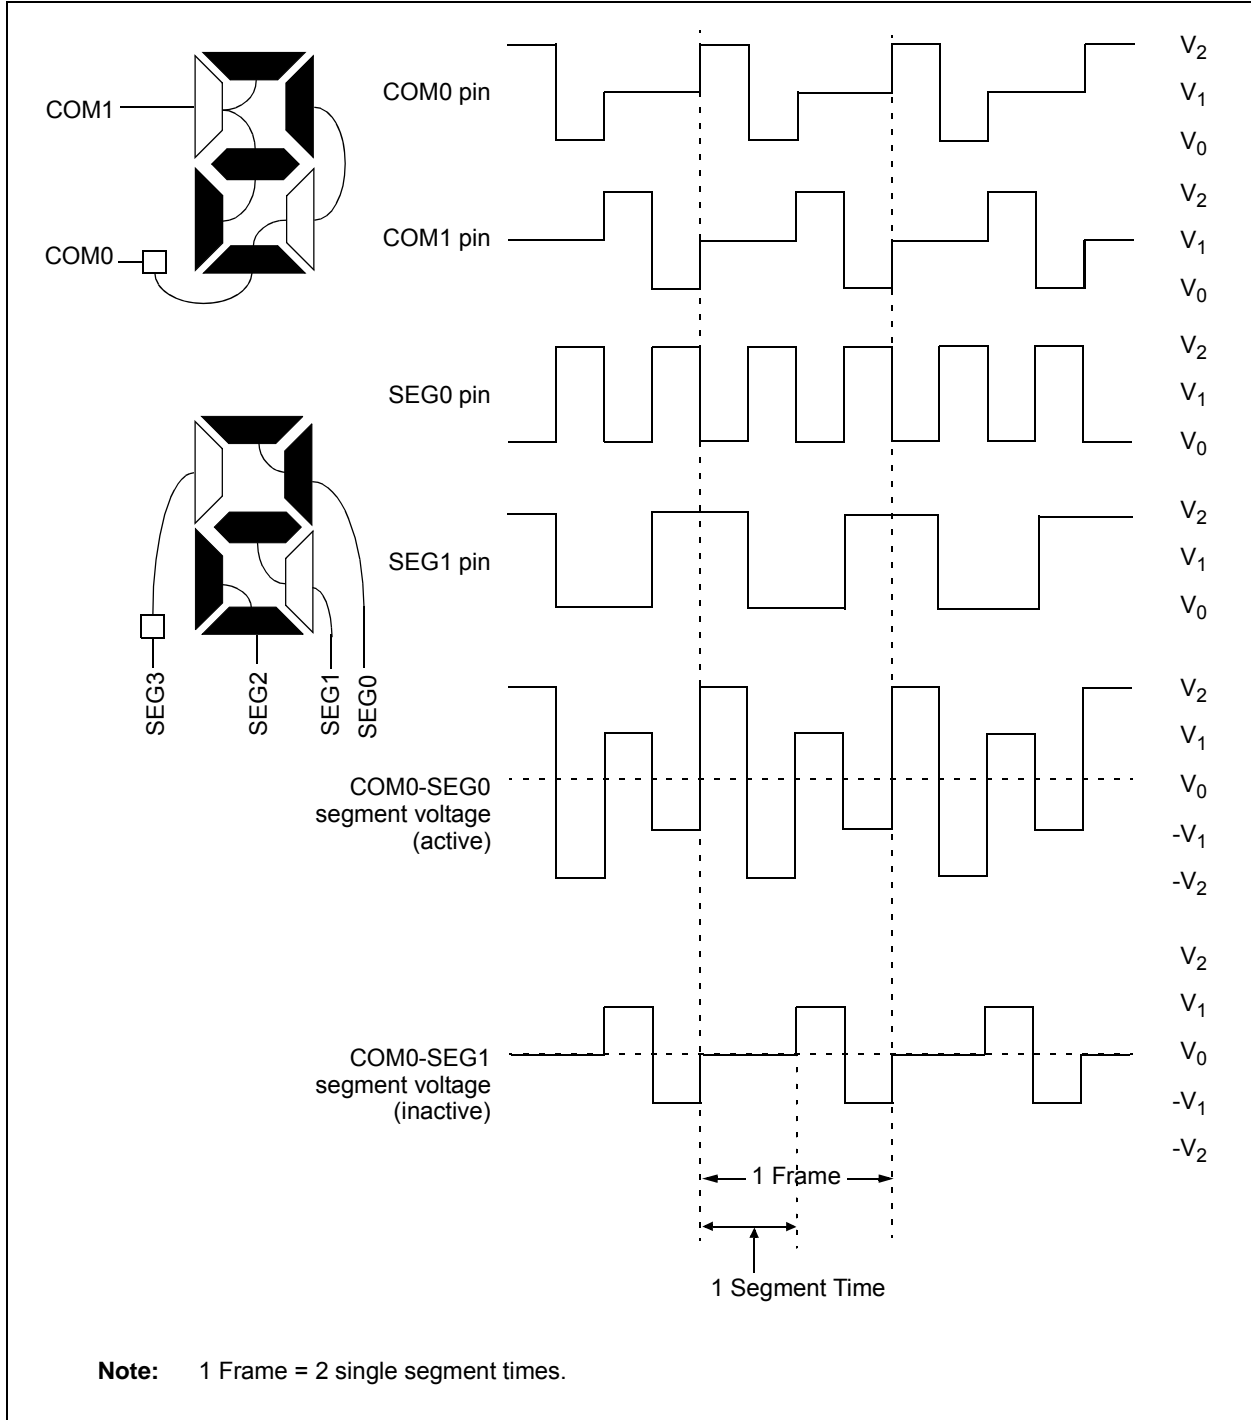 COM1
COM0
COM0 pin
V2
V1
V0
COM1 pin
V2
V1
V0
SEG0 pin
V2
V1
V0
SEG3
SEG2
SEG1
SEG0
SEG1 pin
V2
V1
V0
COM0-SEG0
segment voltage
(active)
V2
V1
V0
-V1
-V2
COM0-SEG1
segment voltage
(inactive)
V2
V1
V0
-V1
-V2
1 Frame
1 Segment Time
Note: 1 Frame = 2 single segment times.